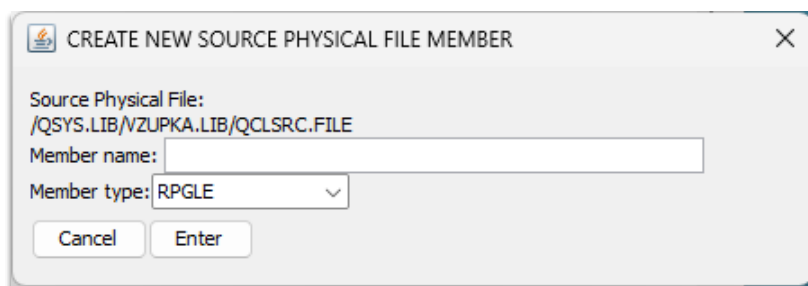 CREATE NEW SOURCE PHYSICAL FILE MEMBER
Source Physical File:
/QSYS.LIB/VZUPKA.LIB/QCLSRC.FILE
Member name:
Member type: RPGLE
Cancel Enter